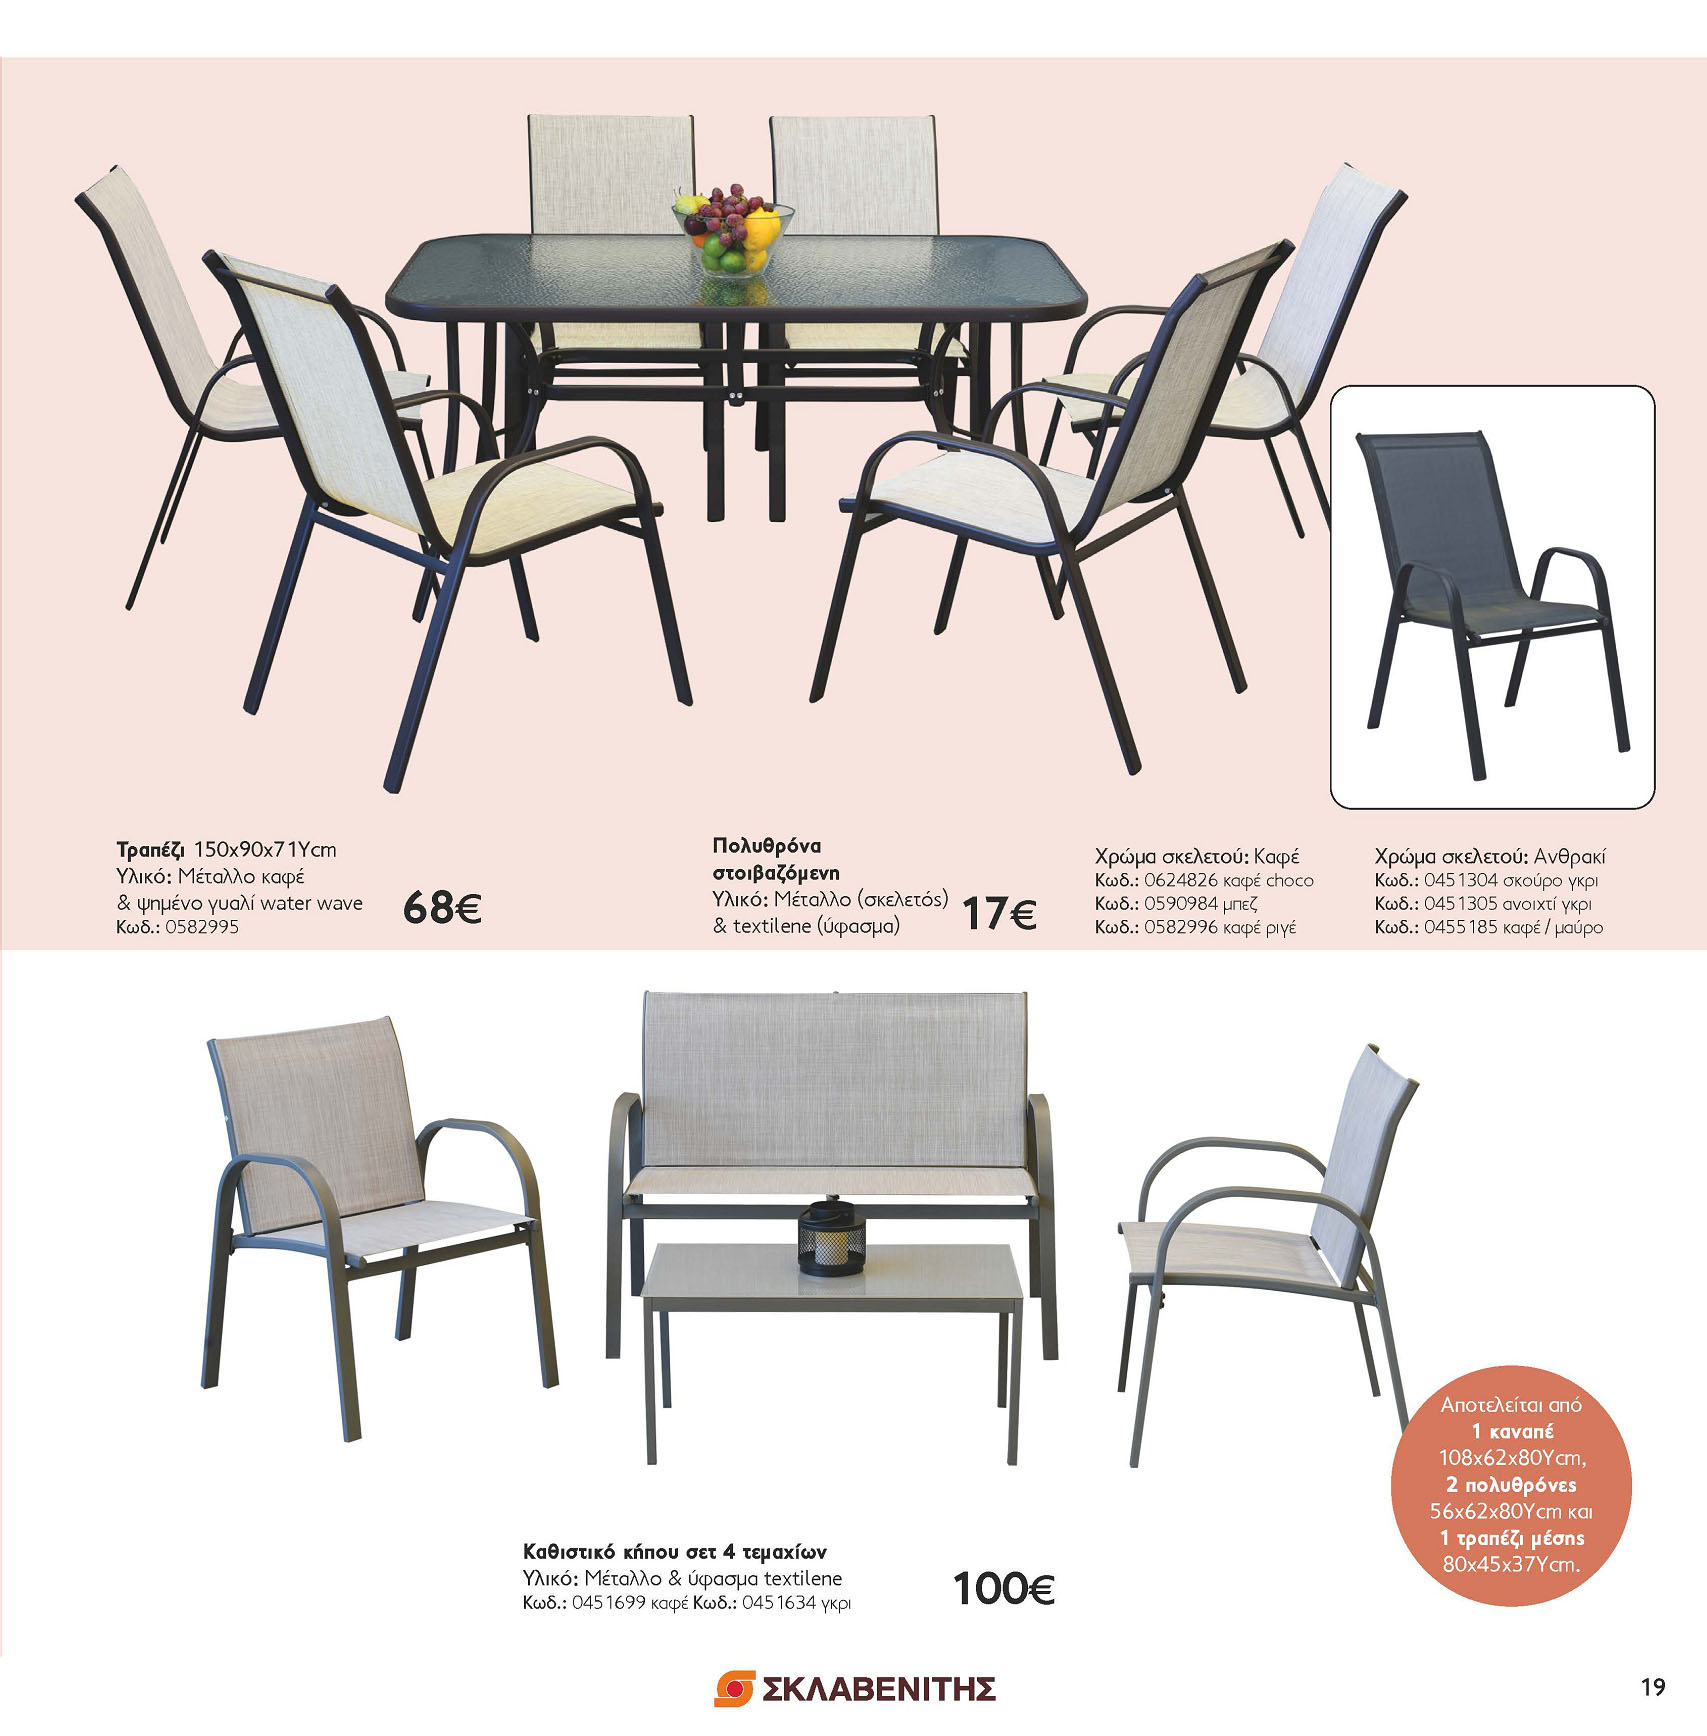 Τραπέζι 150x90x71Υcm
Υλικό: Μέταλλο καφέ
& ψημένο γυαλί water wave
Κωδ.: 0582995
68€
Πολυθρόνα
στοιβαζόμενη
Υλικό: Μέταλλο (σκελετός)
& textilene (ύφασμα)
17€
Χρώμα σκελετού: Καφέ
Κωδ.: 0624826 καφέ choco
Κωδ.: 0590984 μπεζ
Κωδ.: 0582996 καφέ ριγέ
Χρώμα σκελετού: Ανθρακί
Κωδ.: 0451304 σκούρο γκρι
Κωδ.: 0451305 ανοιχτί γκρι
Κωδ.: 0455185 καφέ / μαύρο
Αποτελείται από
1 καναπέ
108x62x80Υcm,
2 πολυθρόνες
56x62x80Υcm και
1 τραπέζι μέσης
80x45x37Υcm.
Καθιστικό κήπου σετ 4 τεμαχίων
Υλικό: Μέταλλο & ύφασμα textilene
Κωδ.: 0451699 καφέ Κωδ.: 0451634 γκρι
100€
ΣΚΛΑΒΕΝΙΤΗΣ
19